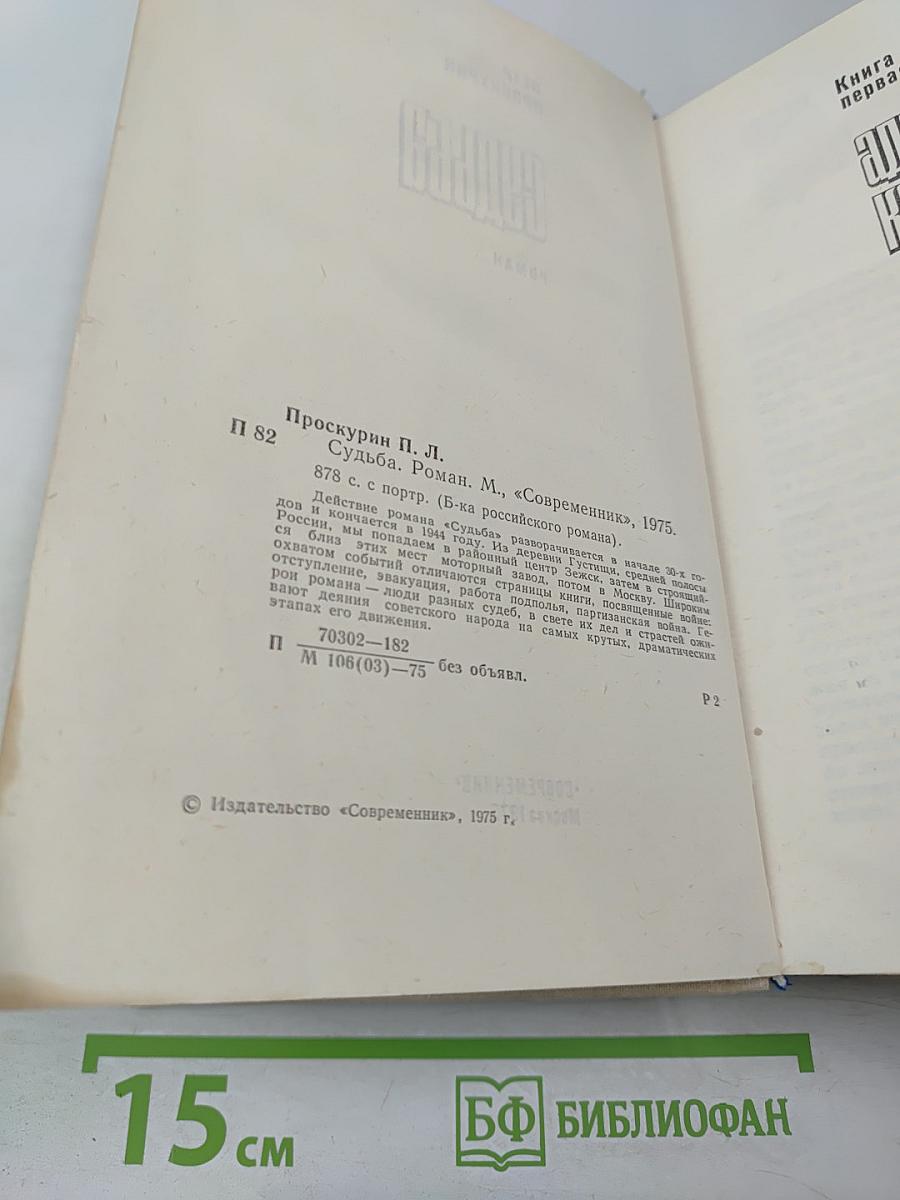 Проскурин П. Л.
П 82
Судьба. Роман. М., «Современник», 1975.
878 с. с портр. (Б-ка российского романа).
Действие романа «Судьба» разворачивается в начале 30-х го-
дов и кончается в 1944 году. Из деревни Густищи, средней полосы
России, мы попадаем в районный центр Зежск, затем в строящий-
ся близ этих мест моторный завод, потом в Москву. Широким
охватом событий отличаются страницы книги, посвященные войне:
отступление, эвакуация, работа подполья, партизанская война. Ге-
рои романа — люди разных судеб, в свете их дел и страстей ожи-
вают деяния советского народа на самых крутых, драматических
этапах его движения.
П 70302—182
М 106(03)—75 без объявл.
Р 2
© Издательство «Современник», 1975 г.
Книга
перва
15 см
БФ БИБЛИОФАН